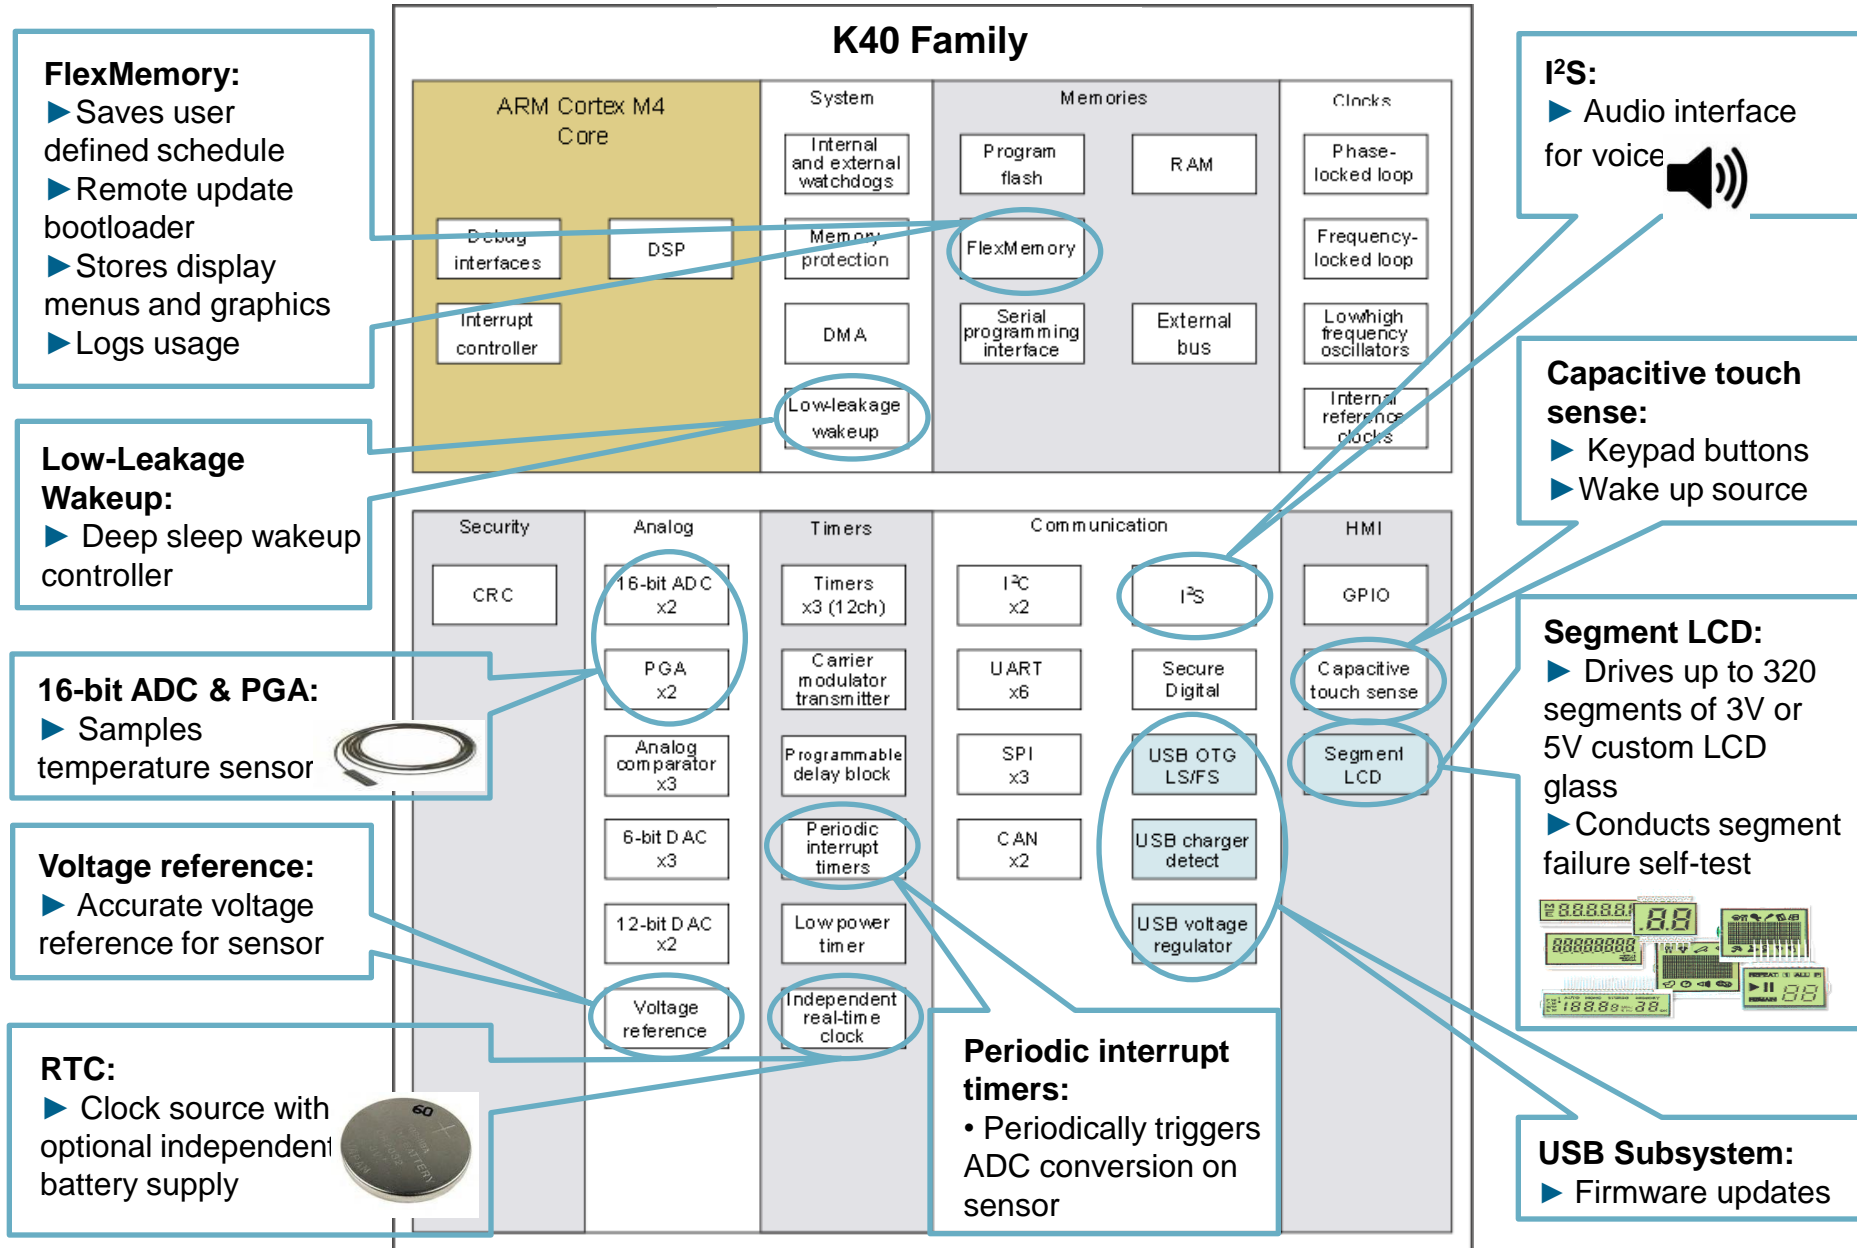 K40 Family
FlexMemory:
►Saves user
defined schedule
►Remote update
bootloader
►Stores display
menus and graphics
►Logs usage
Low-Leakage
Wakeup:
► Deep sleep wakeup
controller
16-bit ADC & PGA:
► Samples
temperature sensor
Voltage reference:
► Accurate voltage
reference for sensor
RTC:
► Clock source with
optional independent
battery supply
ARM Cortex M4
Core
Debug
interfaces
DSP
Interrupt
controller
System
Internal
and external
watchdogs
Memory
protection
DMA
Low-leakage
wakeup
Memories
Program
flash
RAM
FlexMemory
Serial
programming
interface
External
bus
Clocks
Phase-
locked loop
Frequency-
locked loop
Low/high
frequency
oscillators
Internal
reference
clocks
Security
CRC
Analog
16-bit ADC
x2
PGA
x2
Analog
comparator
x3
6-bit DAC
x3
12-bit DAC
x2
Voltage
reference
Timers
Timers
x3 (12ch)
Carrier
modulator
transmitter
Programmable
delay block
Periodic
interrupt
timers
Low power
timer
Independent
real-time
clock
Communication
I²C
x2
I²S
UART
x6
Secure
Digital
SPI
x3
USB OTG
LS/FS
CAN
x2
USB charger
detect
USB voltage
regulator
HMI
GPIO
Capacitive
touch sense
Segment
LCD
Periodic interrupt
timers:
• Periodically triggers
ADC conversion on
sensor
I²S:
► Audio interface
for voice
Capacitive touch
sense:
► Keypad buttons
►Wake up source
Segment LCD:
► Drives up to 320
segments of 3V or
5V custom LCD
glass
►Conducts segment
failure self-test
USB Subsystem:
► Firmware updates